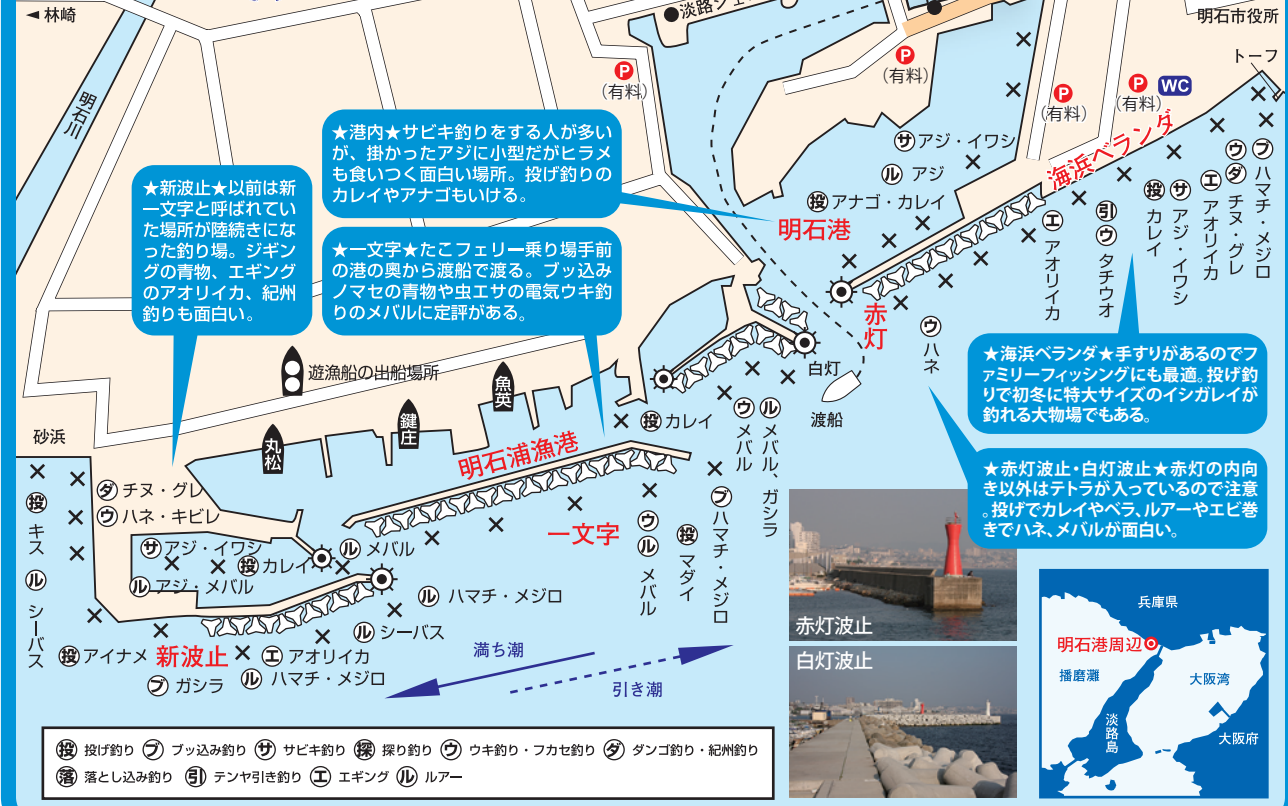 ◄ 林崎
淡路ジェ
明石市役所
トーフ
明石川
P
(有料)
P
(有料)
P
(有料)
P
(有料)
WC
★港内★サビキ釣りをする人が多い
が、掛かったアジに小型だがヒラメ
も食いつく面白い場所。投げ釣りの
カレイやアナゴもいける。
★新波止★以前は新
一文字と呼ばれてい
た場所が陸続きにな
った釣り場。ジギン
グの青物、エギング
のアオリイカ、紀州
釣りも面白い。
★一文字★たこフェリー乗り場手前
の港の奥から渡船で渡る。ブッ込み
ノマセの青物や虫エサの電気ウキ釣
りのメバルに定評がある。
サ アジ・イワシ
ル アジ
投 アナゴ・カレイ
明石港
海浜ベランダ
エ アオリイカ
引 ウ タチウオ
投 カレイ
サ アジ・イワシ
エ アオリイカ
ウ ダ チヌ・グレ
ブ ハマチ・メジロ
赤灯
ウ ハネ
白灯
渡船
★海浜ベランダ★手すりがあるのでフ
ァミリーフィッシングにも最適。投げ釣
りで初冬に特大サイズのイシガレイが
釣れる大物場でもある。
★赤灯波止・白灯波止★赤灯の内向
き以外はテトラが入っているので注意
。投げでカレイやベラ、ルアーやエビ巻
きでハネ、メバルが面白い。
遊漁船の出船場所
魚英
鍵庄
丸松
砂浜
明石浦漁港
投 カレイ
ウ メバル
ル メバル、ガシラ
投 キス
ル シーバス
ダ チヌ・グレ
ウ ハネ・キビレ
サ アジ・イワシ
投 カレイ
ル アジ・メバル
ル メバル
一文字
ウ ル メバル
投 マダイ
ブ ハマチ・メジロ
ル ハマチ・メジロ
ル シーバス
投 アイナメ
新波止
エ アオリイカ
ブ ガシラ
ル ハマチ・メジロ
満ち潮
引き潮
赤灯波止
白灯波止
兵庫県
明石港周辺
播磨灘
大阪湾
淡路島
大阪府
投 投げ釣り ブ ブッ込み釣り サ サビキ釣り 探 探り釣り ウ ウキ釣り・フカセ釣り ダ ダンゴ釣り・紀州釣り
落 落とし込み釣り 引 テンヤ引き釣り エ エギング ル ルアー